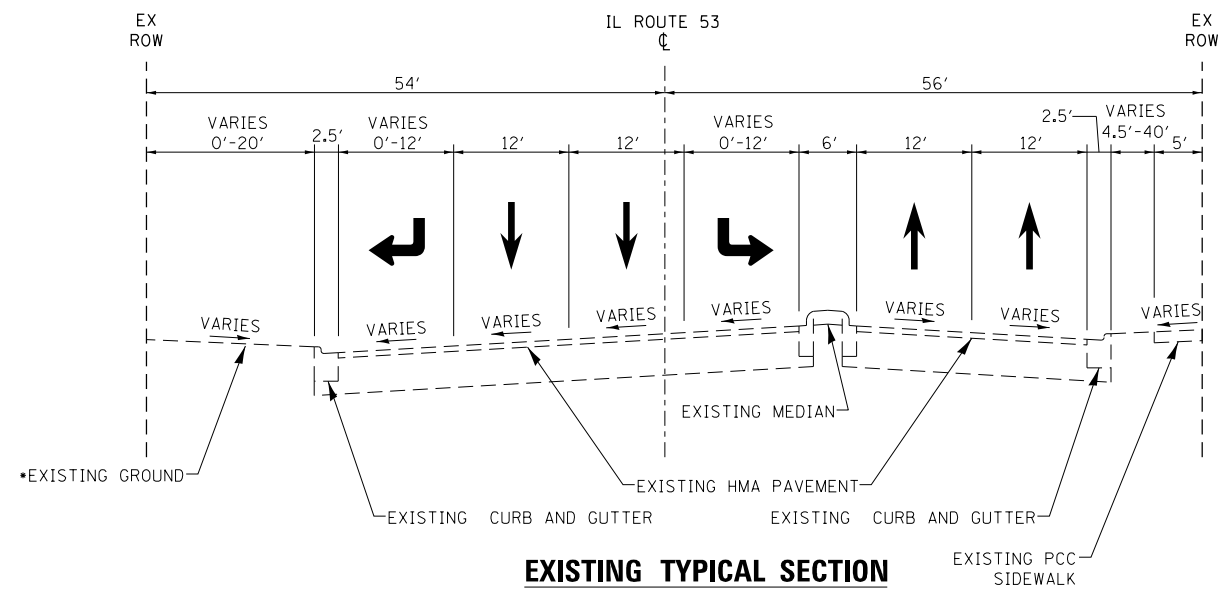 EX
ROW
IL ROUTE 53
℄
EX
ROW
54'
56'
VARIES
0'-20'
2.5'
VARIES
0'-12'
12'
12'
VARIES
0'-12'
6'
12'
12'
2.5'
VARIES
4.5'-40'
5'
VARIES
VARIES
VARIES
VARIES
VARIES
VARIES
VARIES
VARIES
EXISTING MEDIAN
*EXISTING GROUND
EXISTING HMA PAVEMENT
EXISTING CURB AND GUTTER
EXISTING CURB AND GUTTER
EXISTING PCC
SIDEWALK
EXISTING TYPICAL SECTION